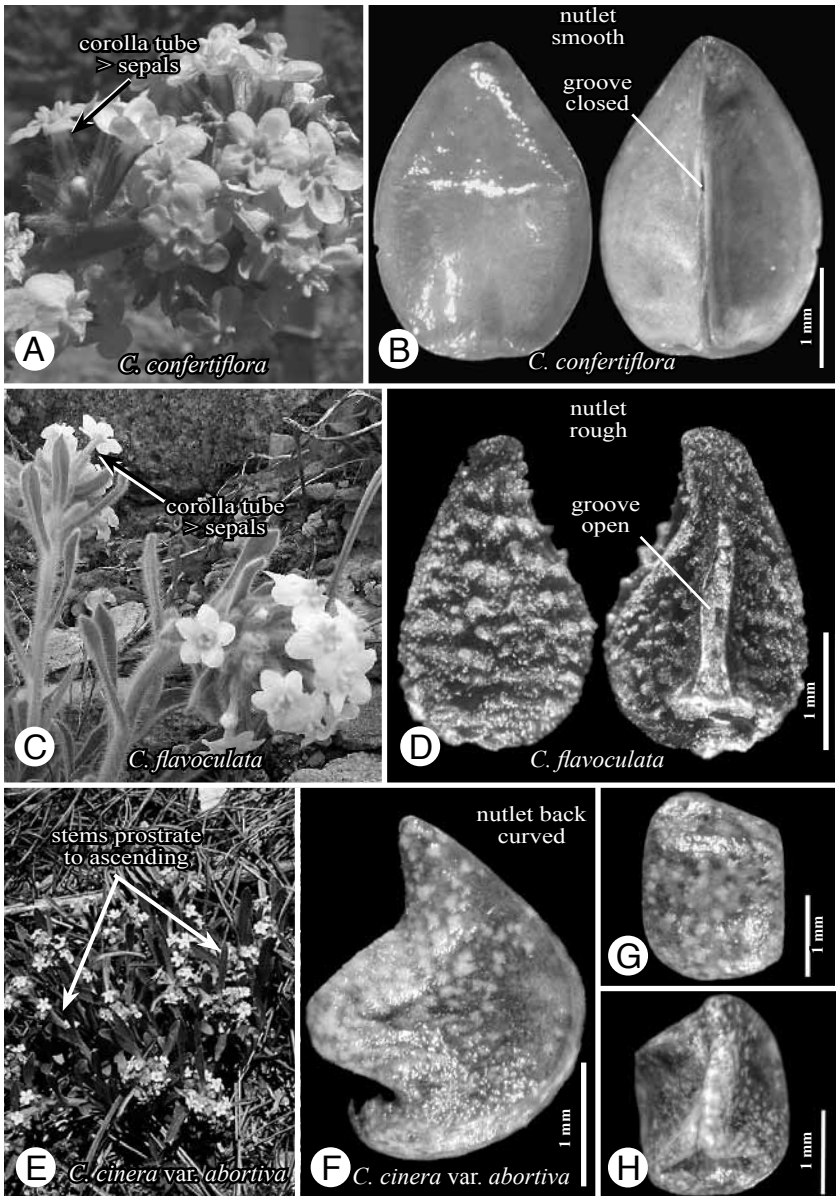 corolla tube
> sepals
A
C. confertiflora
nutlet
smooth
groove
closed
1 mm
B
C. confertiflora
corolla tube
> sepals
C
C. flavoculata
nutlet
rough
groove
open
1 mm
D
C. flavoculata
stems prostrate
to ascending
E
C. cinera var. abortiva
nutlet back
curved
1 mm
F
C. cinera var. abortiva
1 mm
G
1 mm
H